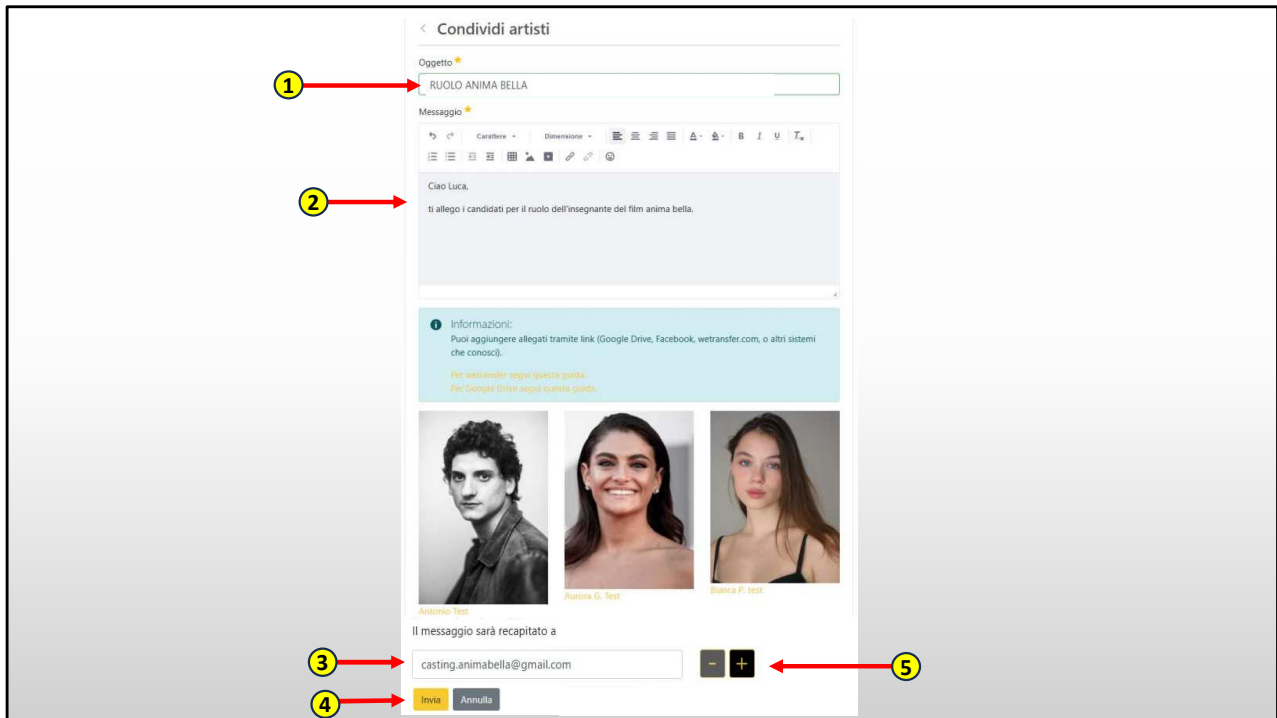 Condividi artisti
Oggetto *
1
RUOLO ANIMA BELLA
Messaggio *
Carattere Dimensione A A B I U Tx
2
Ciao Luca,
ti allego i candidati per il ruolo dell'insegnante del film anima bella.
Informazioni:
Puoi aggiungere allegati tramite link (Google Drive, Facebook, wetransfer.com, o altri sistemi
che conosci).
Per wetransfer segui questa guida.
Per Google Drive segui questa guida.
Antonio Test
Aurora G. Test
Bianca P. test
Il messaggio sarà recapitato a
3
casting.animabella@gmail.com
- +
5
4
Invia Annulla